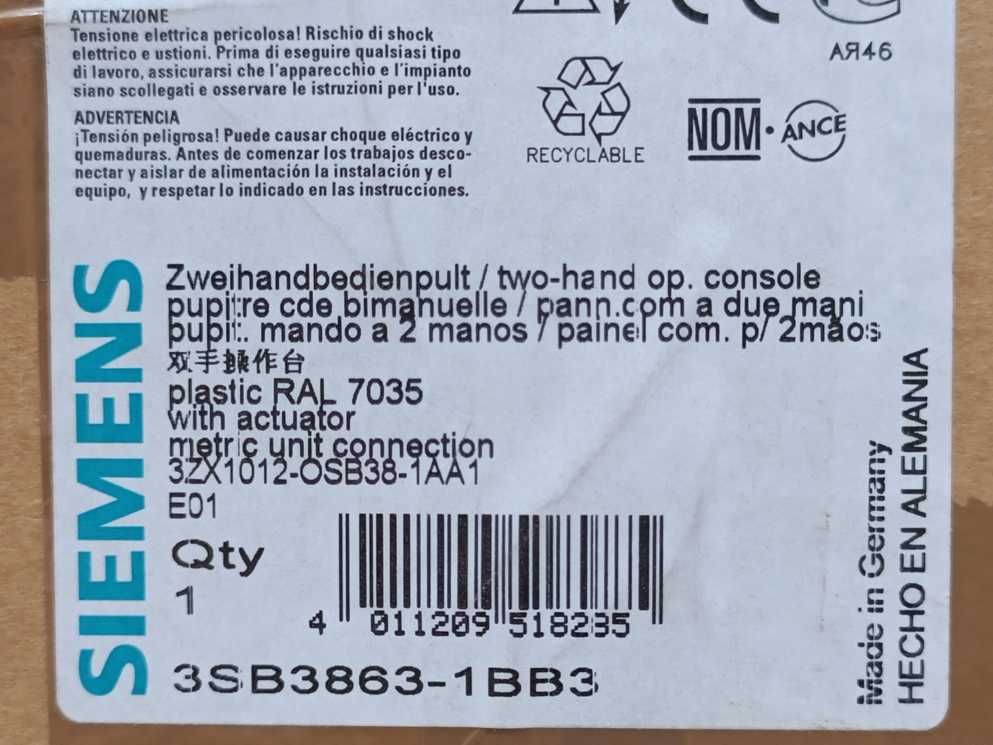 ATTENZIONE
Tensione elettrica pericolosa! Rischio di shock
elettrico e ustioni. Prima di eseguire qualsiasi tipo
di lavoro, assicurarsi che l'apparecchio e l'impianto
siano scollegati e osservare le istruzioni per l'uso.
ADVERTENCIA
¡Tensión peligrosa! Puede causar choque eléctrico y
quemaduras. Antes de comenzar los trabajos desco-
nectar y aislar de alimentación la instalación y el
equipo, y respetar lo indicado en las instrucciones.
CE
AЯ46
RECYCLABLE
NOM·ANCE
SIEMENS
Zweihandbedienpult / two-hand op. console
pupitre cde bimanuelle / pann.com a due mani
pupit. mando a 2 manos / painel com. p/ 2mãos
双手操作台
plastic RAL 7035
with actuator
metric unit connection
3ZX1012-0SB38-1AA1
E01
Qty
1
4 011209 518285
3SB3863-1BB3
Made in Germany
HECHO EN ALEMANIA